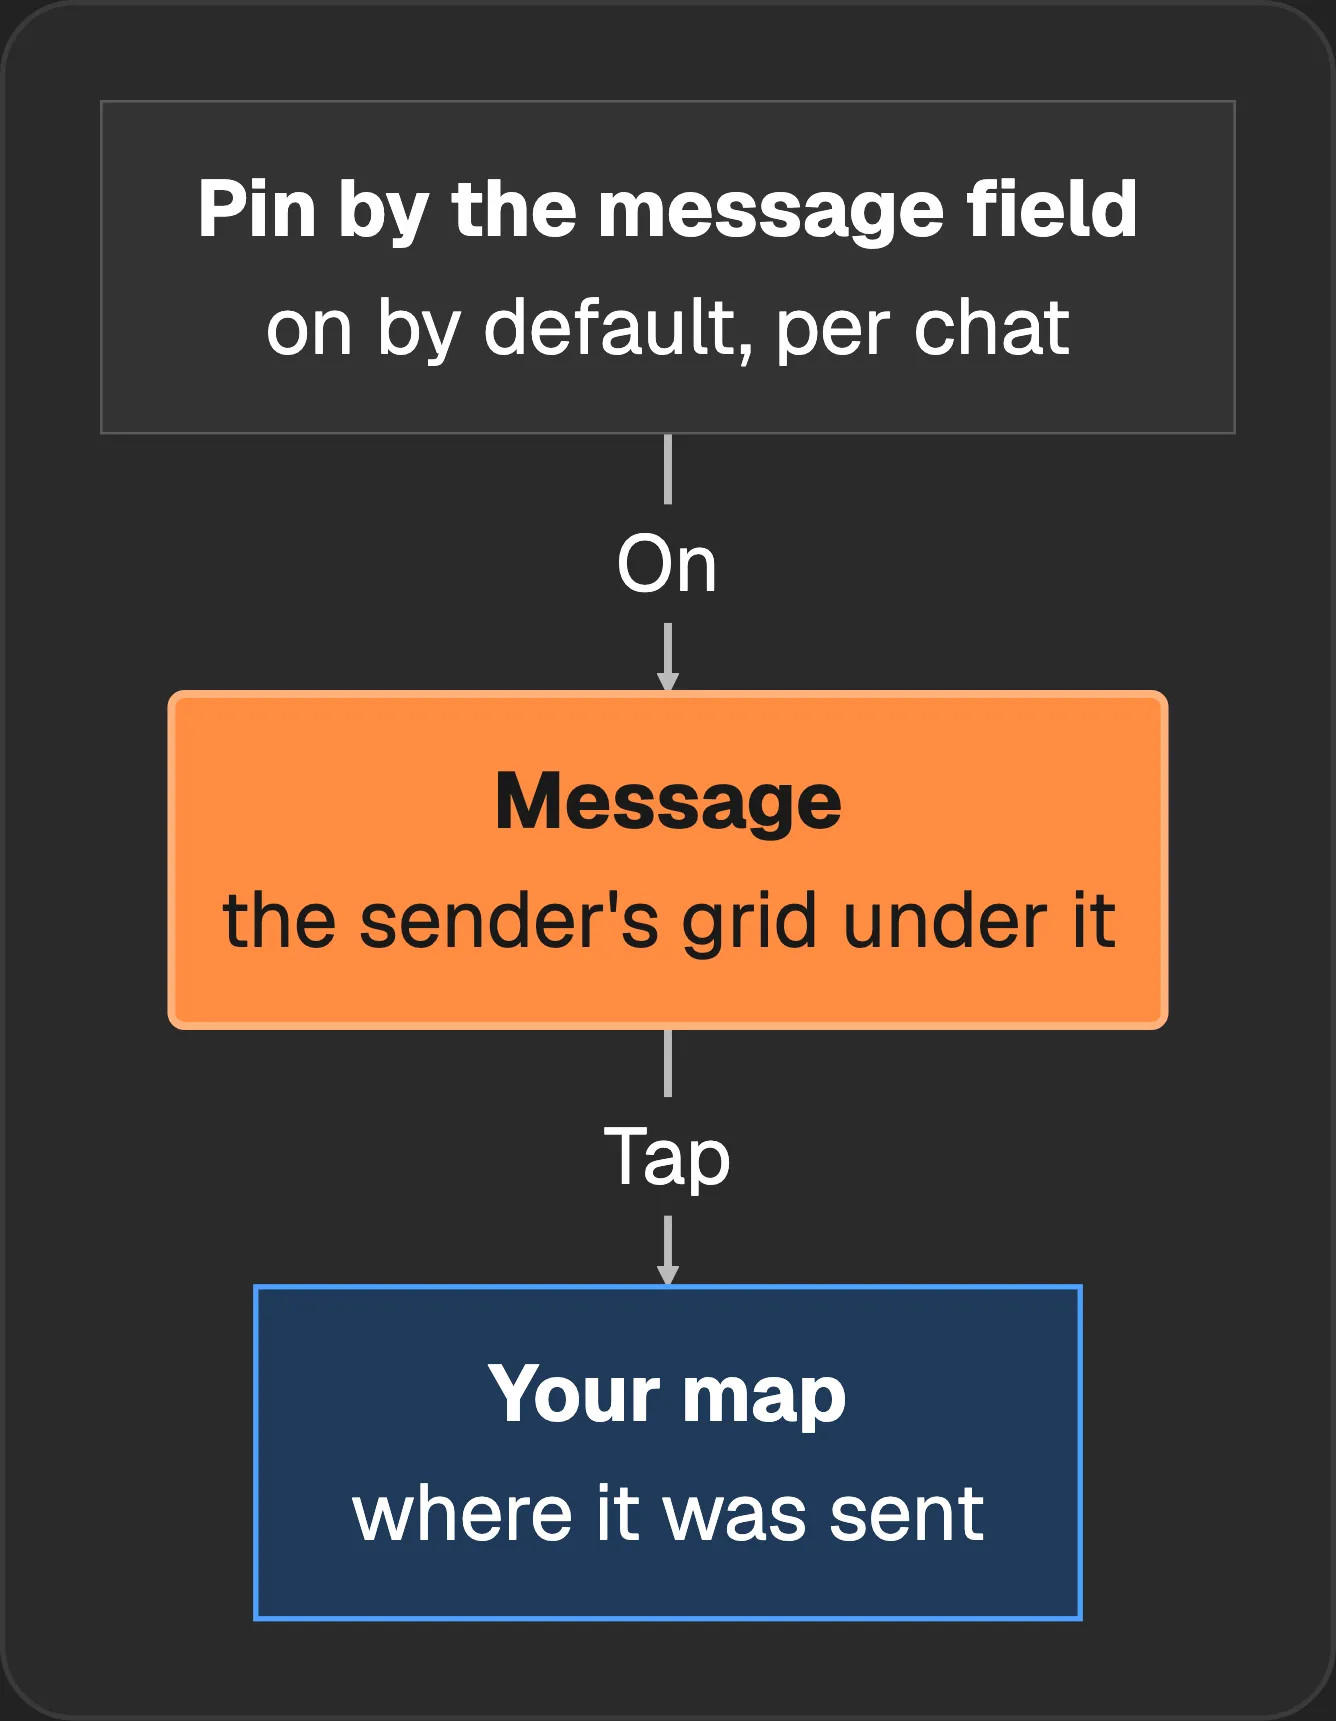 Pin by the message field
on by default, per chat
On
Message
the sender's grid under it
Tap
Your map
where it was sent